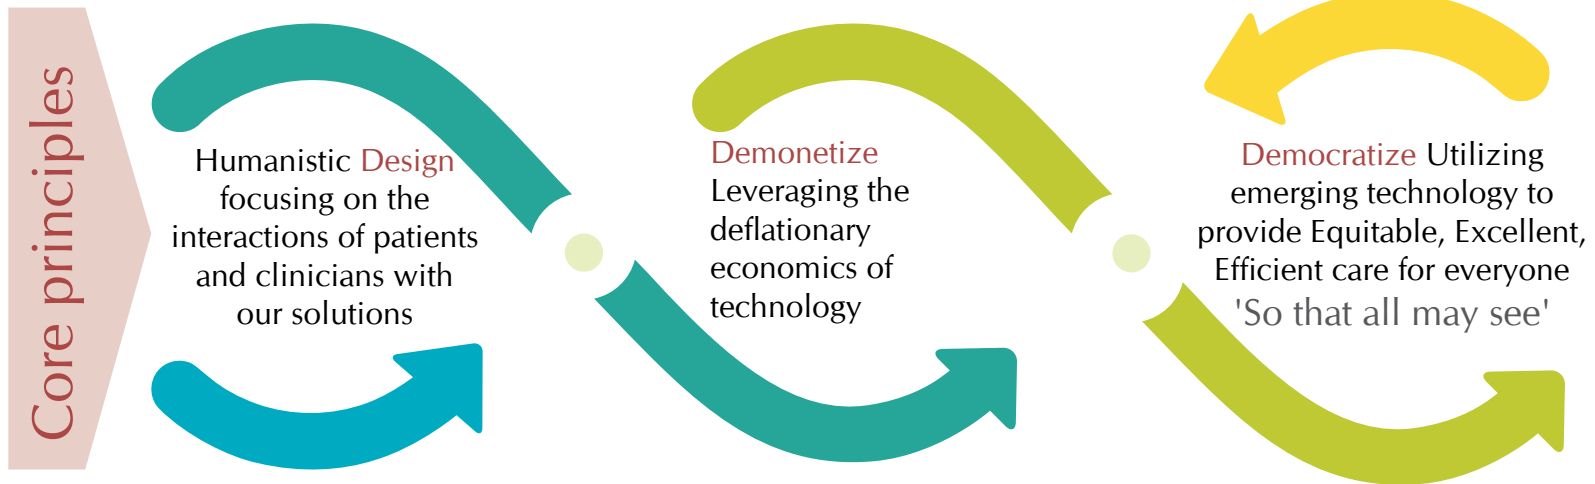 Core principles
Humanistic Design
focusing on the
interactions of patients
and clinicians with
our solutions
Demonetize
Leveraging the
deflationary
economics of
technology
Democratize Utilizing
emerging technology to
provide Equitable, Excellent,
Efficient care for everyone
'So that all may see'